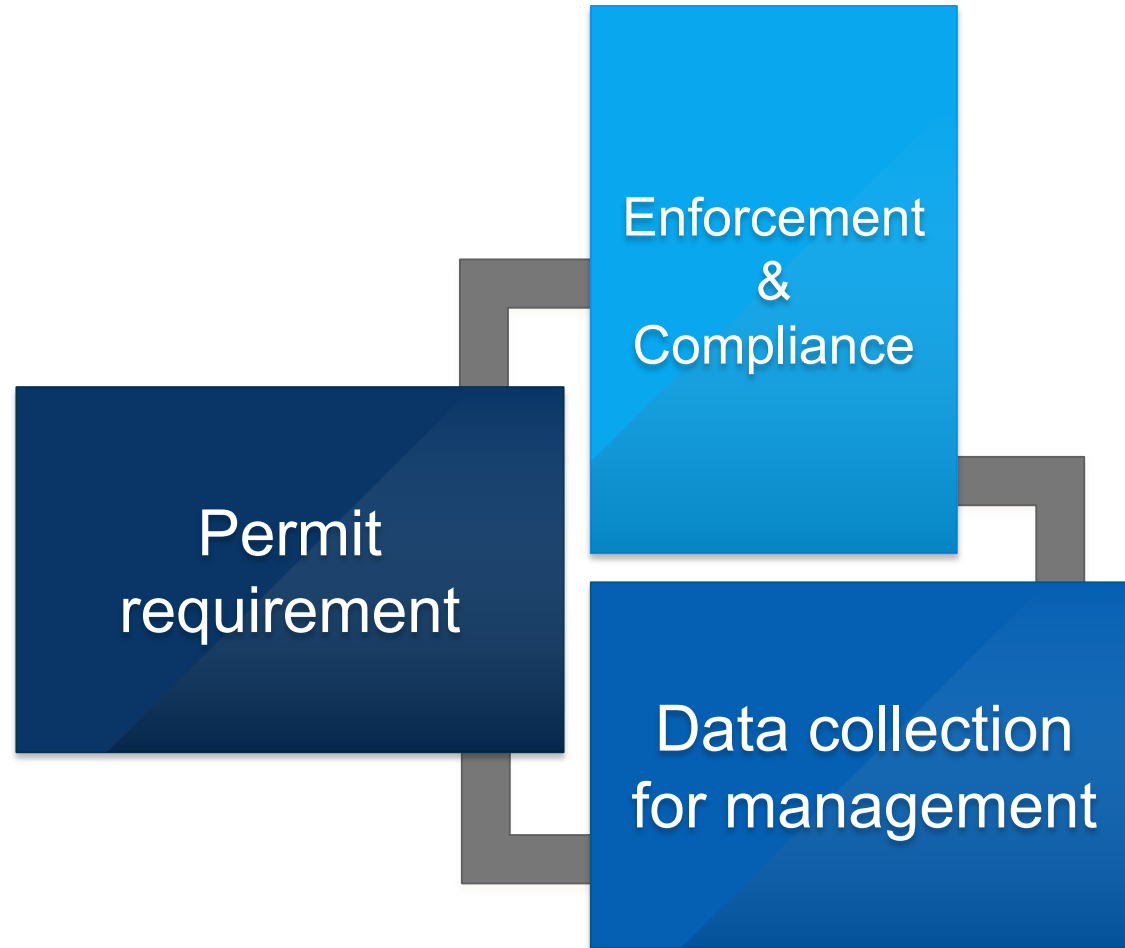 Enforcement
&
Compliance
Permit
requirement
Data collection
for management